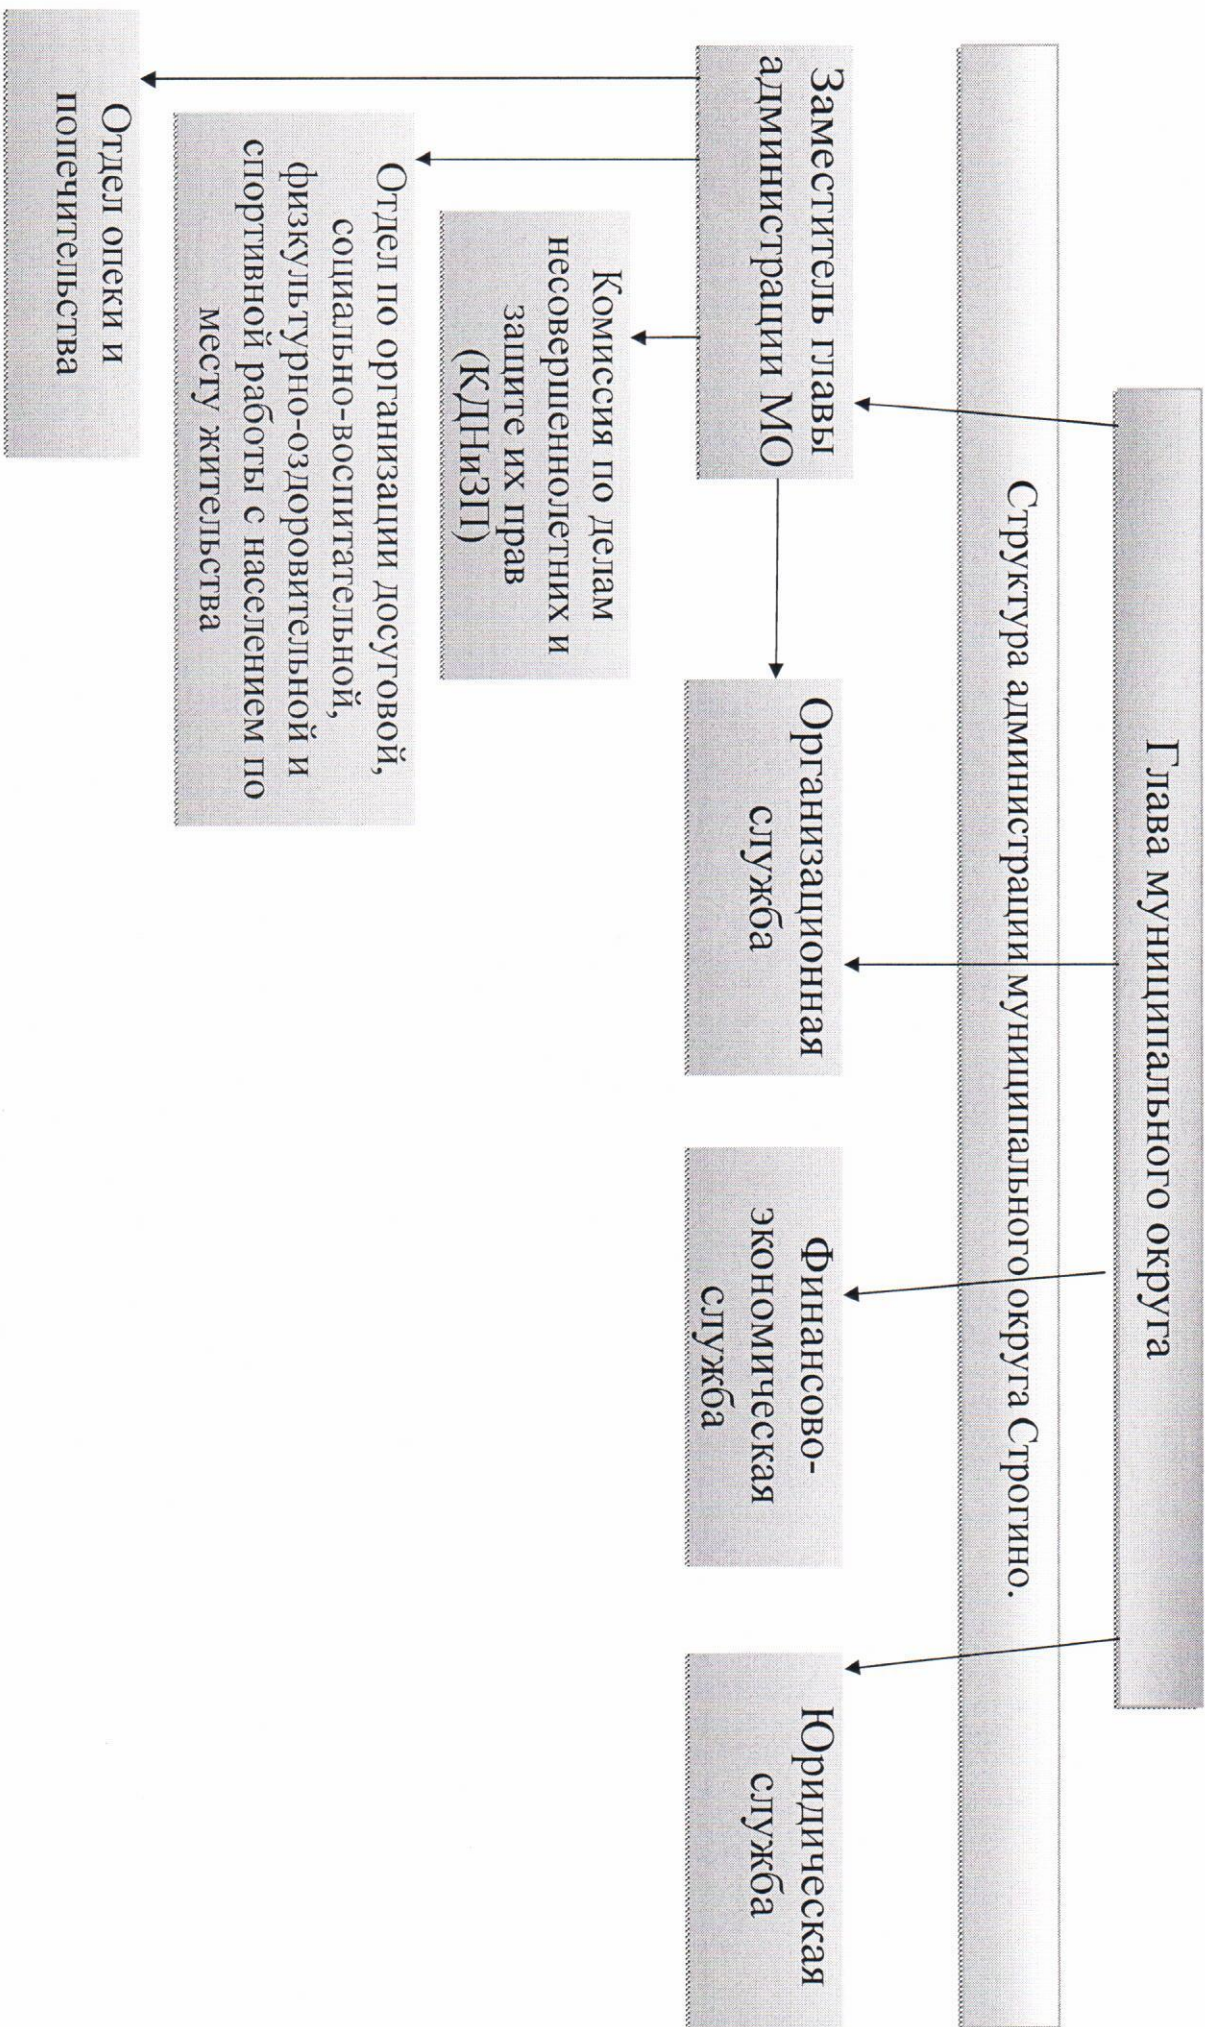 Глава муниципального округа
Структура администрации муниципального округа Строгино.
Заместитель главы
администрации МО
Организационная
служба
Финансово-
экономическая
служба
Юридическая
служба
Комиссия по делам
несовершеннолетних и
защите их прав
(КДНиЗП)
Отдел по организации досуговой,
социально-воспитательной,
физкультурно-оздоровительной и
спортивной работы с населением по
месту жительства
Отдел опеки и
попечительства